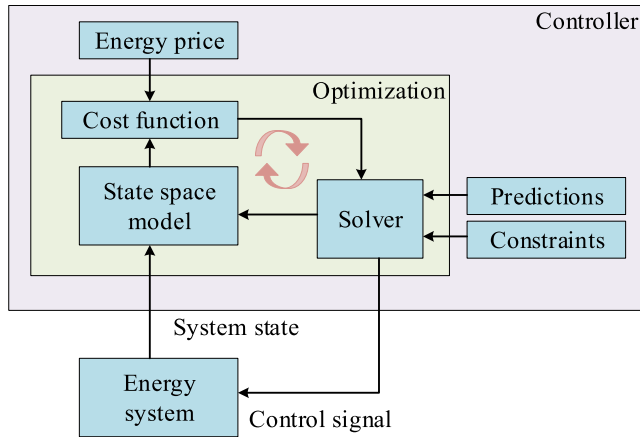 Controller
Energy price
Optimization
Cost function
State space
model
Solver
Predictions
Constraints
System state
Energy
system
Control signal